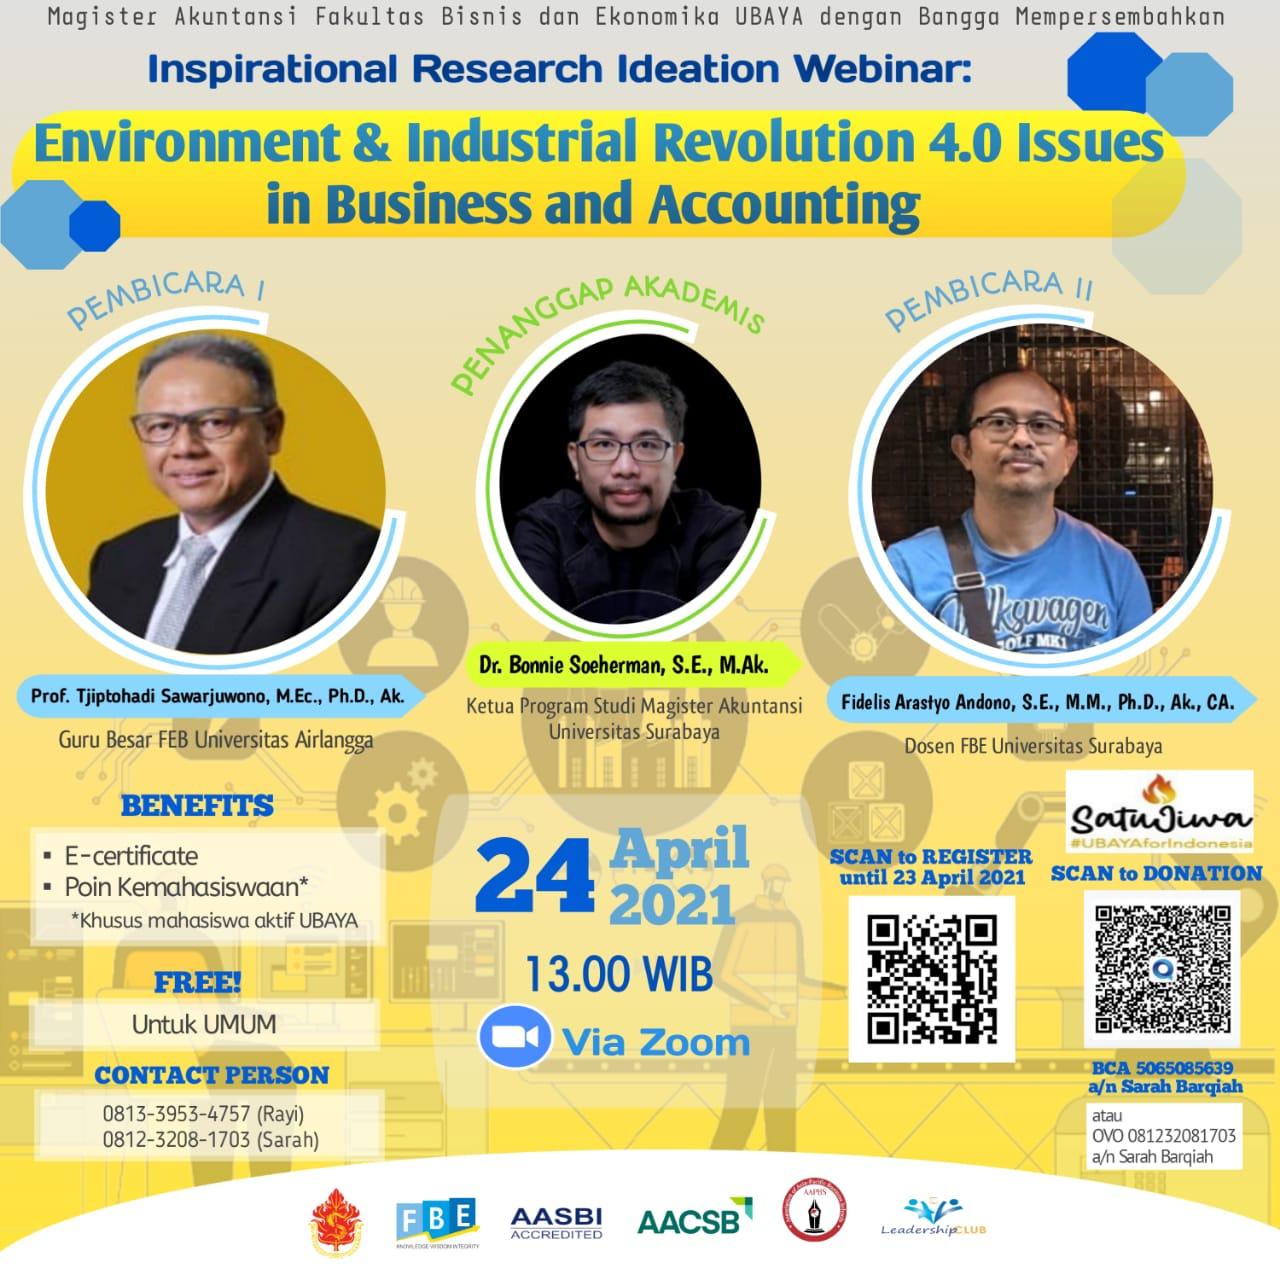 Magister Akuntansi Fakultas Bisnis dan Ekonomika UBAYA dengan Bangga Mempersembahkan
Inspirational Research Ideation Webinar:
Environment & Industrial Revolution 4.0 Issues
in Business and Accounting
PEMBICARA I
PENANGGAP AKADEMIS
PEMBICARA II
Volkswagen
GOLF MK1
Prof. Tjiptohadi Sawarjuwono, M.Ec., Ph.D., Ak.
Guru Besar FEB Universitas Airlangga
Dr. Bonnie Soeherman, S.E., M.Ak.
Ketua Program Studi Magister Akuntansi
Universitas Surabaya
Fidelis Arastyo Andono, S.E., M.M., Ph.D., Ak., CA.
Dosen FBE Universitas Surabaya
BENEFITS
▪ E-certificate
▪ Poin Kemahasiswaan*
*Khusus mahasiswa aktif UBAYA
FREE!
Untuk UMUM
CONTACT PERSON
0813-3953-4757 (Rayi)
0812-3208-1703 (Sarah)
24 April
2021
13.00 WIB
Via Zoom
SCAN to REGISTER
until 23 April 2021
SatuJiwa
#UBAYAforIndonesia
SCAN to DONATION
BCA 5065085639
a/n Sarah Barqiah
atau
OVO 081232081703
a/n Sarah Barqiah
FBE
KNOWLEDGE-WISDOM-INTEGRITY
AASBI
ACCREDITED
AACSB
AAPBS
LeadershipCLUB